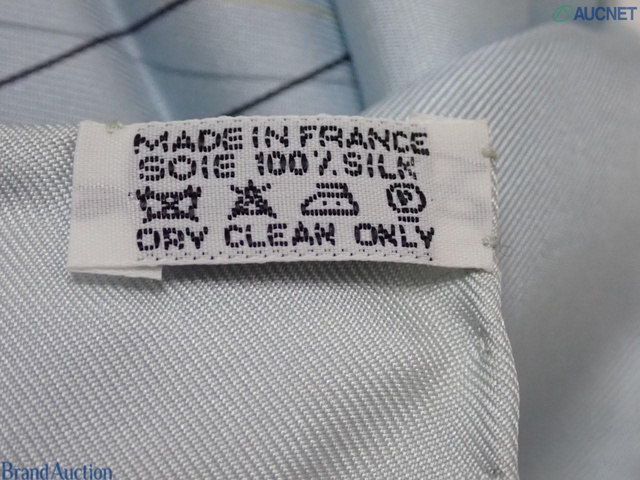 AUCNET
MADE IN FRANCE
SOIE 100% SILK
P
DRY CLEAN ONLY
Brand Auction